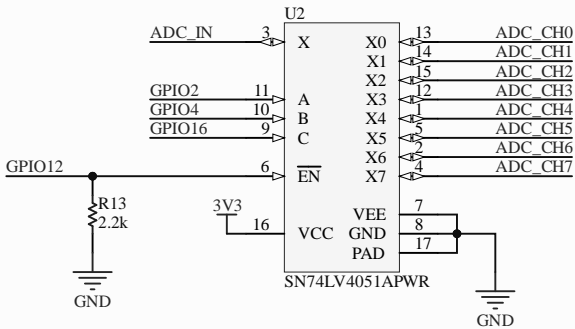 U2
ADC_IN 3 X X0 13 ADC_CH0
X1 14 ADC_CH1
X2 15 ADC_CH2
GPIO2 11 A X3 12 ADC_CH3
GPIO4 10 B X4 1 ADC_CH4
GPIO16 9 C X5 5 ADC_CH5
X6 2 ADC_CH6
GPIO12 6 EN X7 4 ADC_CH7
R13
2.2k
3V3
VEE 7
16 VCC GND 8
PAD 17
GND
SN74LV4051APWR
GND